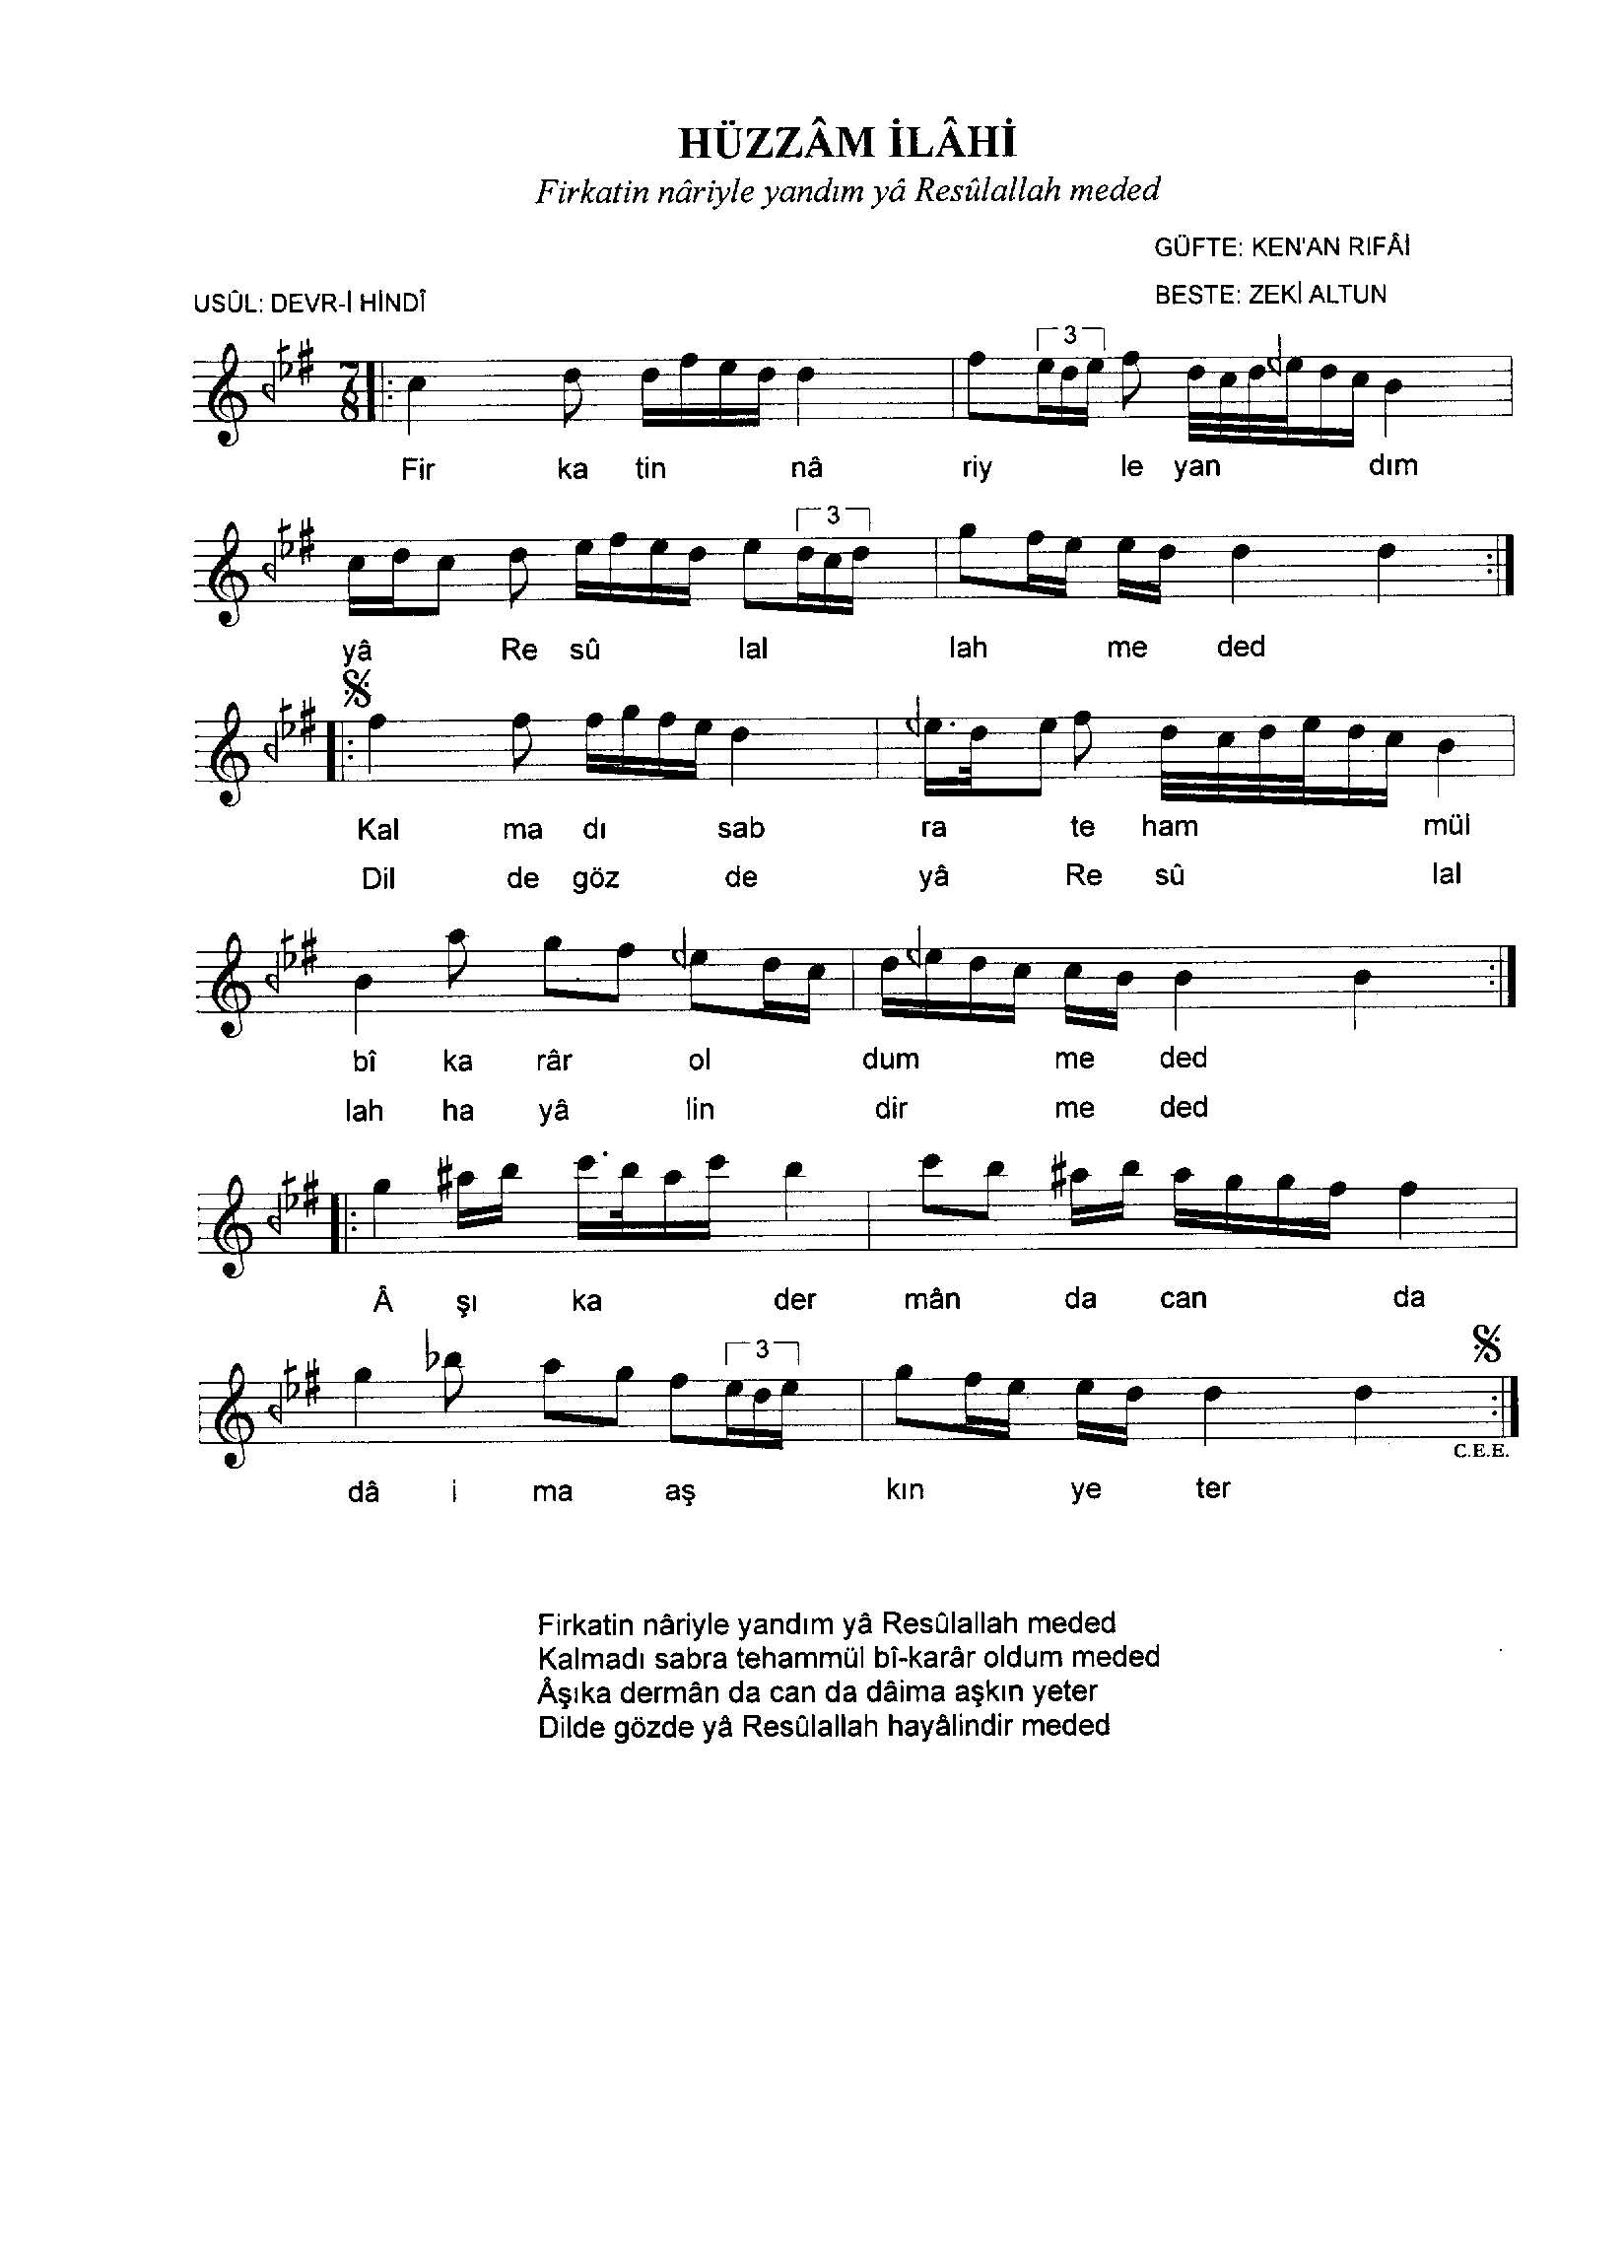 HÜZZÂM İLÂHİ
Firkatin nâriyle yandım yâ Resûlallah meded
GÜFTE: KEN'AN RIFÂİ
USÛL: DEVR-İ HİNDÎ
BESTE: ZEKİ ALTUN
3
7
8
Fir ka tin nâ riy le yan dım
3
yâ Re sû lal lah me ded
Kal ma dı sab ra te ham mül
Dil de göz de yâ Re sû lal
bî ka râr ol dum me ded
lah ha yâ lin dir me ded
Â şı ka der mân da can da
3
C.E.E.
dâ i ma aş kın ye ter
Firkatin nâriyle yandım yâ Resûlallah meded
Kalmadı sabra tehammül bî-karâr oldum meded
Âşıka dermân da can da dâima aşkın yeter
Dilde gözde yâ Resûlallah hayâlindir meded